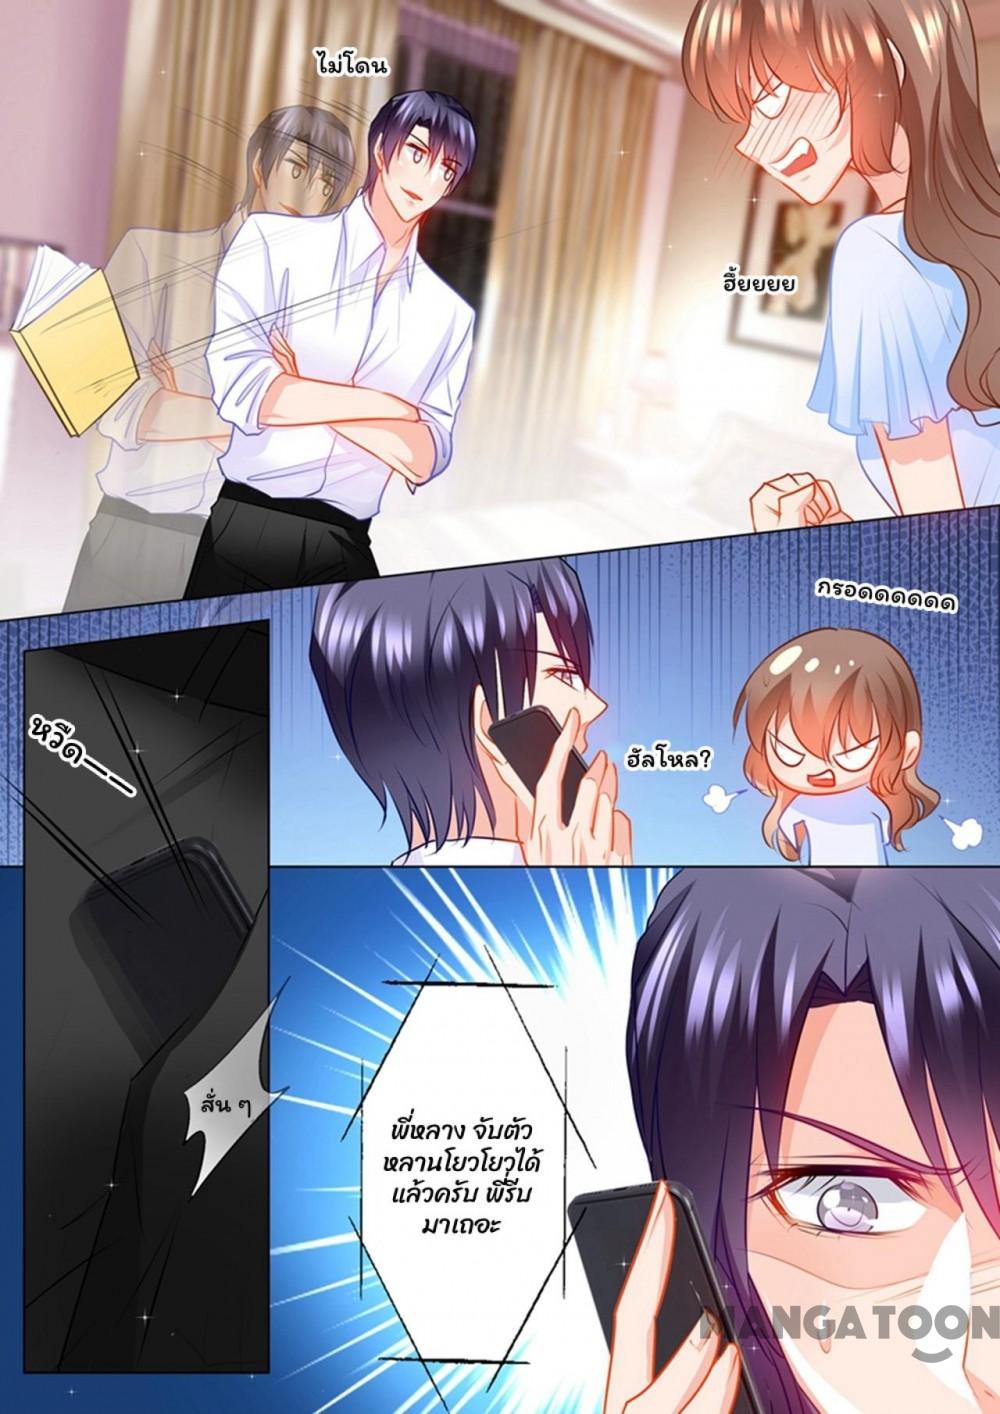 ไม่โดน
ฮึ้ยยยย
กรอดดดดดด
หวืด——
ฮัลโหล?
สั่น ๆ
พี่หลาง จับตัว
หลานโยวโยวได้
แล้วครับ พี่รีบ
มาเถอะ
MANGATOON